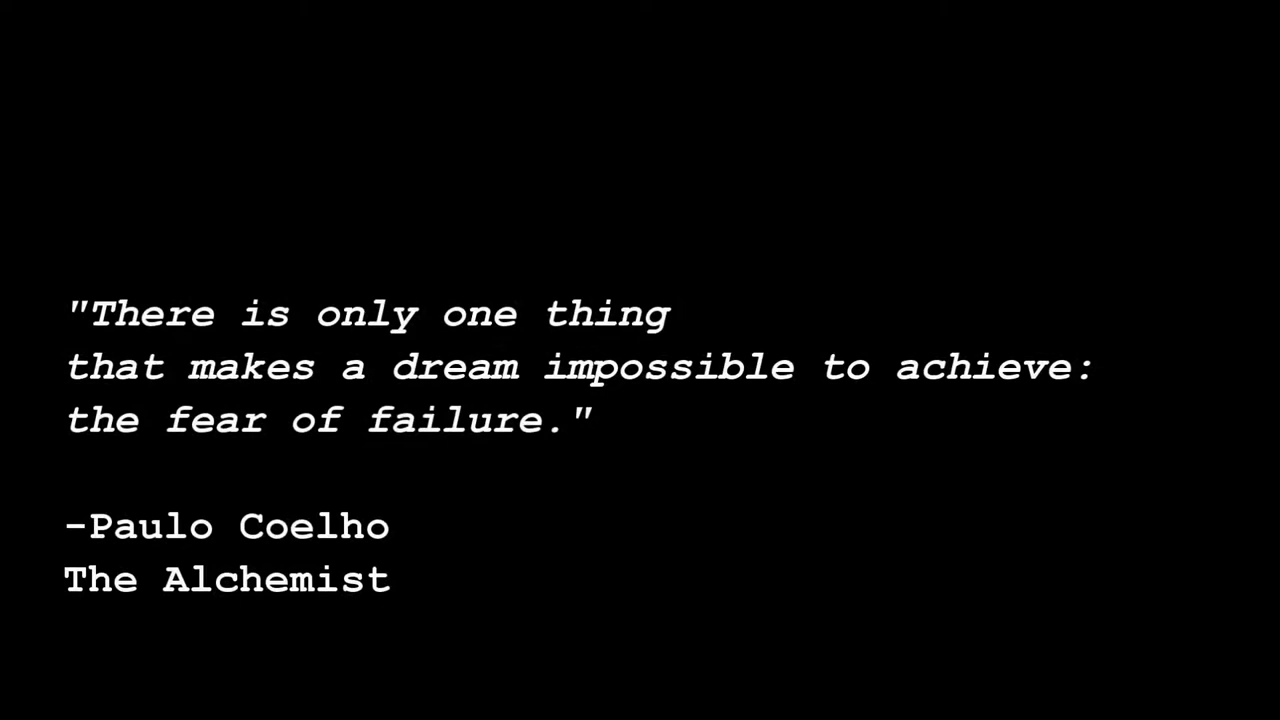 "There is only one thing
that makes a dream impossible to achieve:
the fear of failure."
-Paulo Coelho
The Alchemist